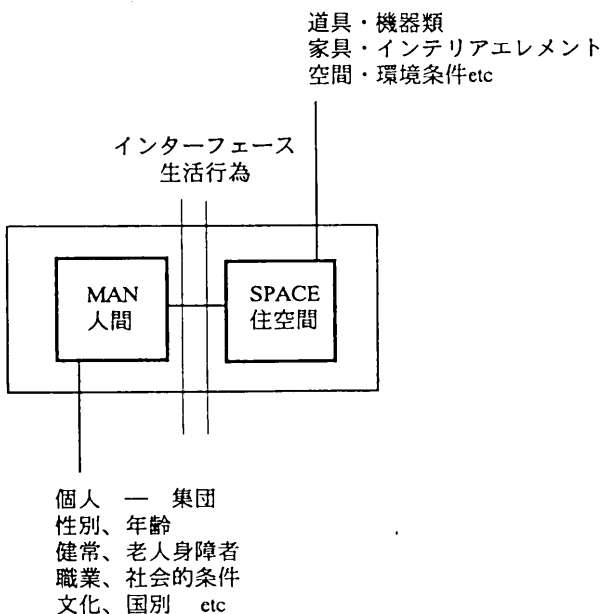 道具・機器類
家具・インテリアエレメント
空間・環境条件etc
インターフェース
生活行為
MAN
人間
SPACE
住空間
個人 — 集団
性別、年齢
健常、老人身障者
職業、社会的条件
文化、国別 etc